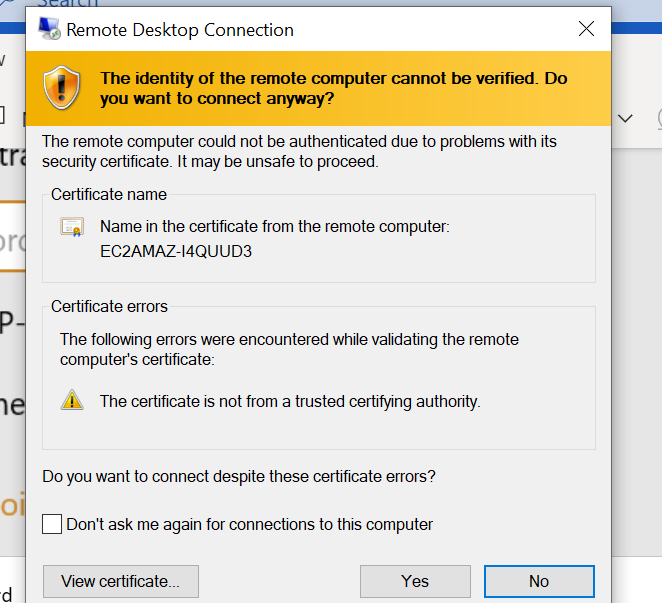 Search
Remote Desktop Connection
The identity of the remote computer cannot be verified. Do
you want to connect anyway?
The remote computer could not be authenticated due to problems with its
security certificate. It may be unsafe to proceed.
Certificate name
Name in the certificate from the remote computer:
EC2AMAZ-I4QUUD3
Certificate errors
The following errors were encountered while validating the remote
computer's certificate:
The certificate is not from a trusted certifying authority.
Do you want to connect despite these certificate errors?
Don't ask me again for connections to this computer
View certificate...
Yes
No